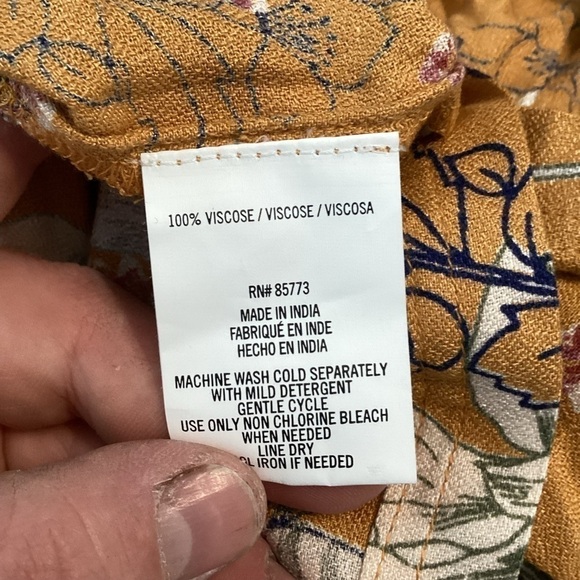 100% VISCOSE / VISCOSE / VISCOSA
RN# 85773
MADE IN INDIA
FABRIQUÉ EN INDE
HECHO EN INDIA
MACHINE WASH COLD SEPARATELY
WITH MILD DETERGENT
GENTLE CYCLE
USE ONLY NON CHLORINE BLEACH
WHEN NEEDED
LINE DRY
IRON IF NEEDED